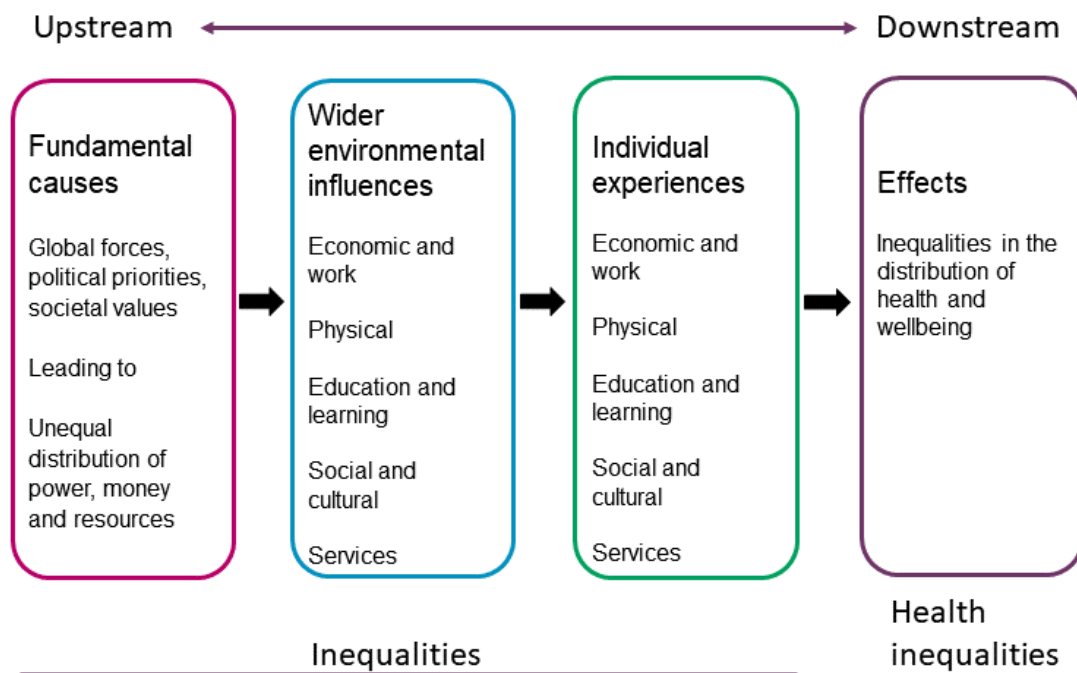 Upstream
Downstream
Fundamental
causes
Global forces,
political priorities,
societal values
Leading to
Unequal
distribution of
power, money
and resources
Wider
environmental
influences
Economic and
work
Physical
Education and
learning
Social and
cultural
Services
Individual
experiences
Economic and
work
Physical
Education and
learning
Social and
cultural
Services
Effects
Inequalities in the
distribution of
health and
wellbeing
Inequalities
Health
inequalities